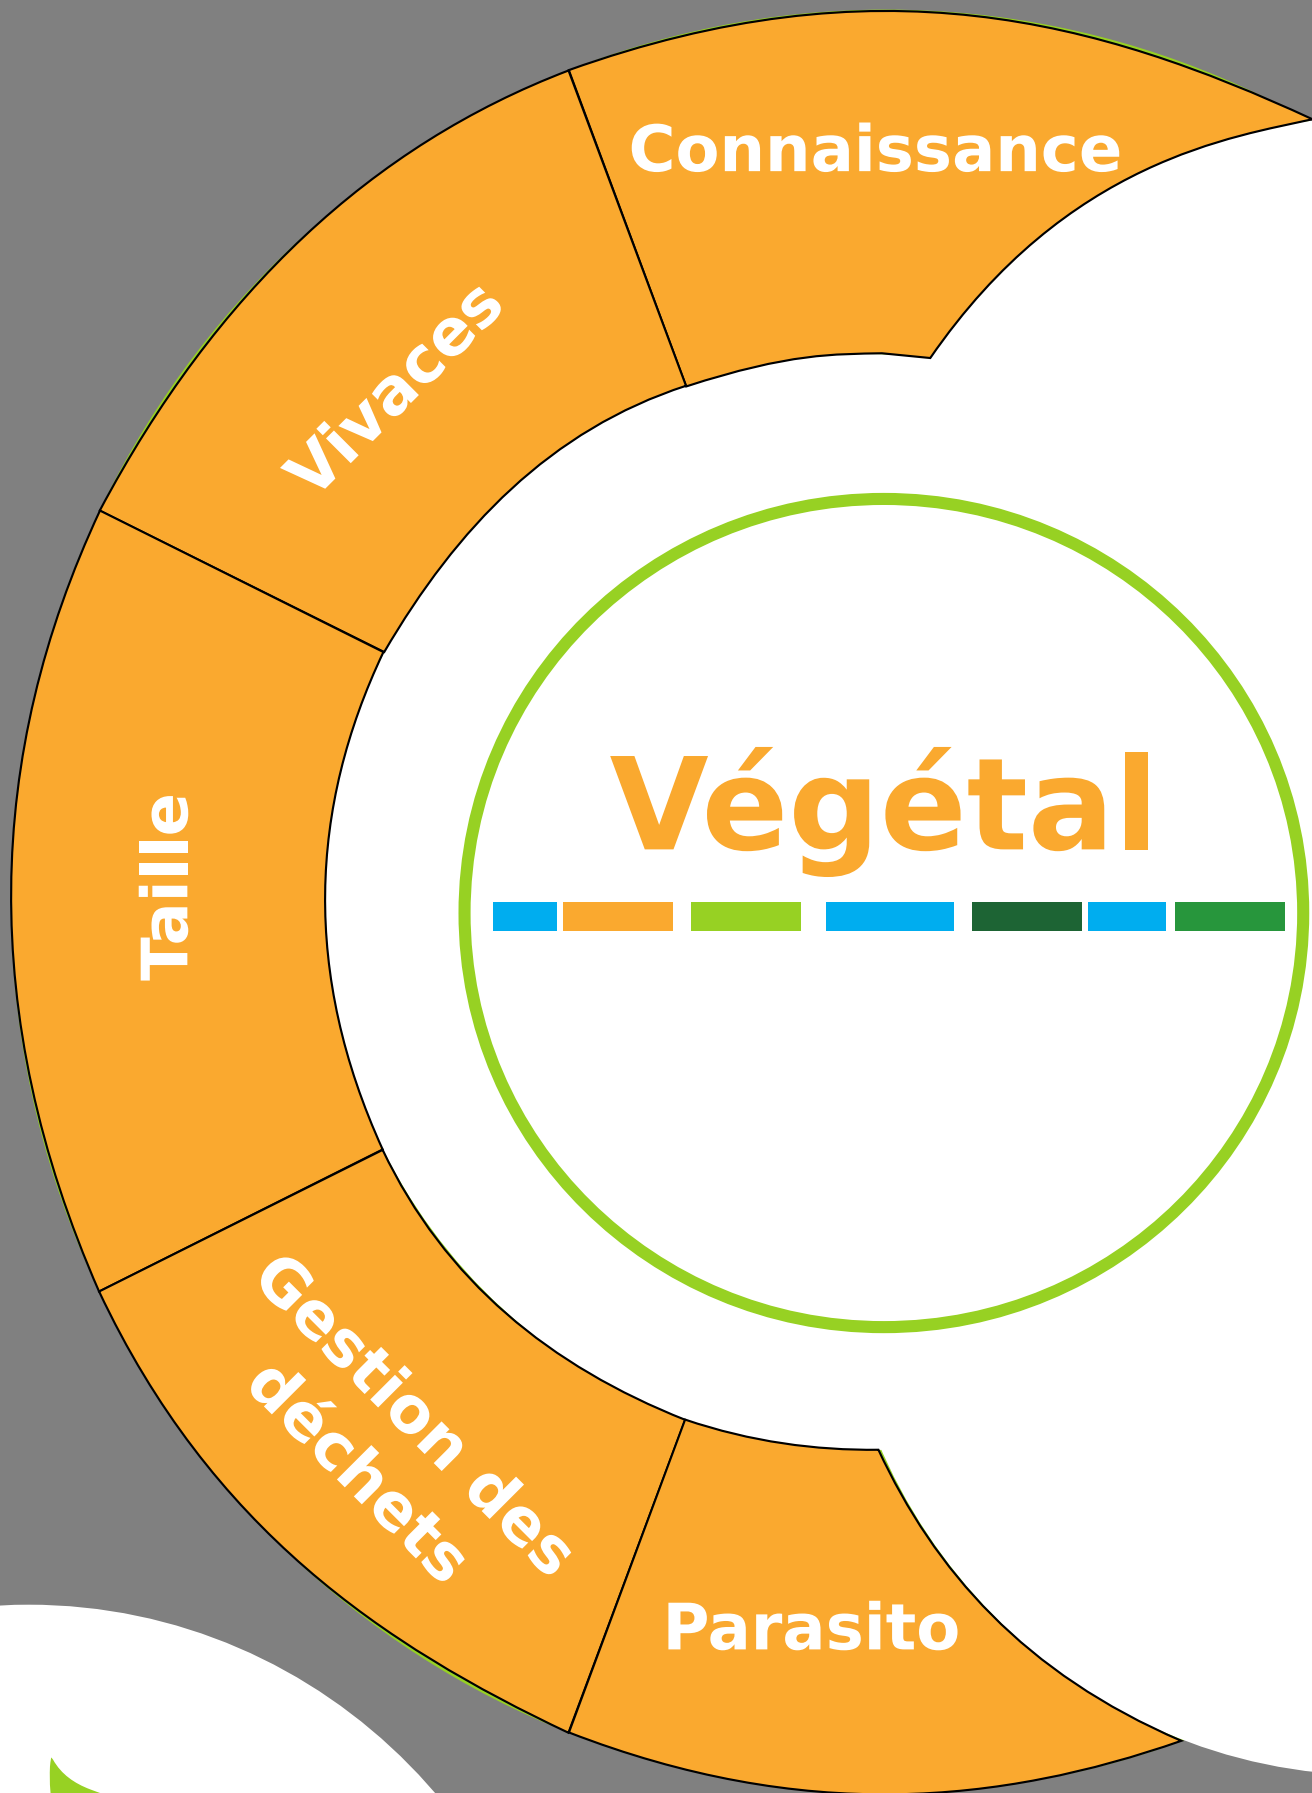 Connaissance
Vivaces
Végétal
Taille
Gestion des
déchets
Parasito